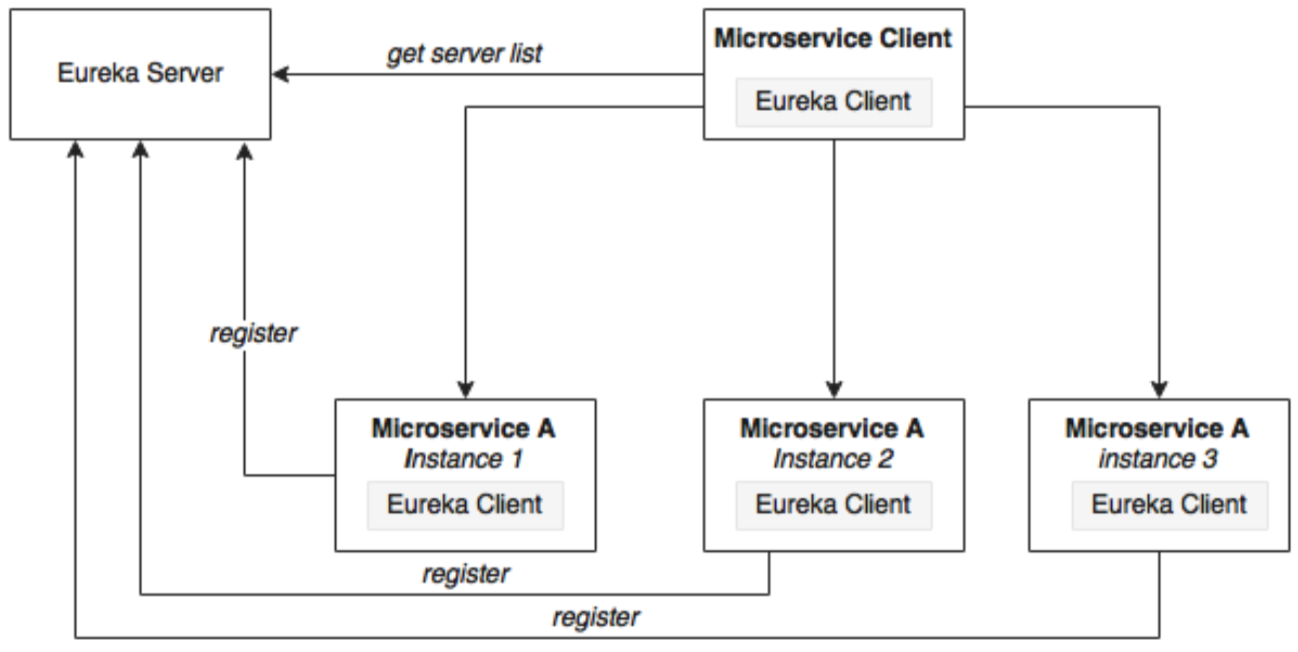 Eureka Server
get server list
Microservice Client
Eureka Client
register
Microservice A
Instance 1
Eureka Client
Microservice A
Instance 2
Eureka Client
Microservice A
instance 3
Eureka Client
register
register